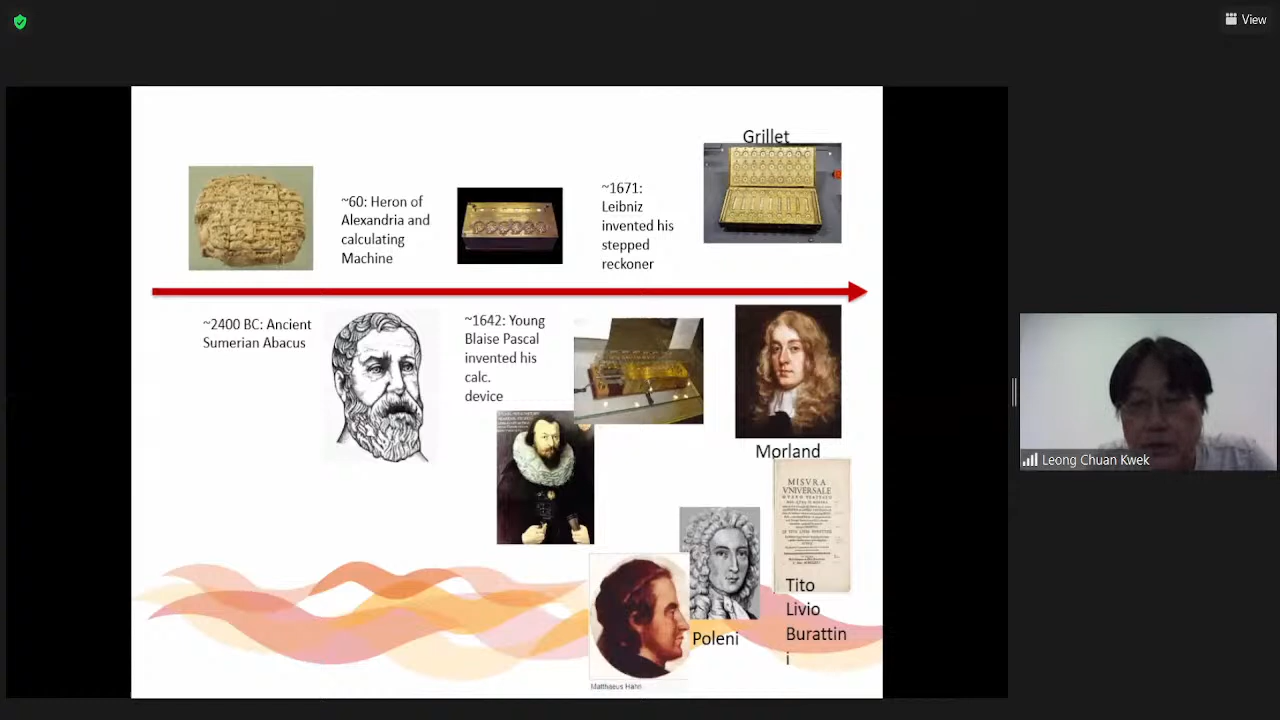 View
Grillet
~60: Heron of
Alexandria and
calculating
Machine
~1671:
Leibniz
invented his
stepped
reckoner
~2400 BC: Ancient
Sumerian Abacus
~1642: Young
Blaise Pascal
invented his
calc.
device
Morland
MISVRA
VNIVERSALE
Tito
Livio
Burattin
i
Poleni
Matthaeus Hahn
Leong Chuan Kwek